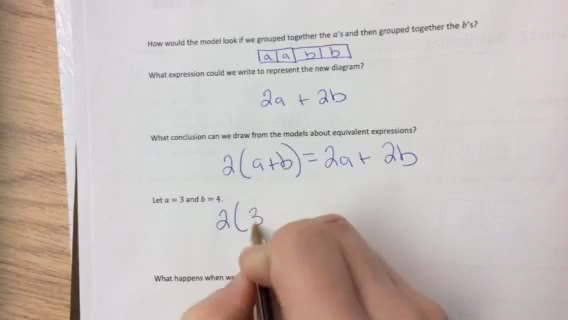 How would the model look if we grouped together the a's and then grouped together the b's?
a a b b
What expression could we write to represent the new diagram?
2a + 2b
What conclusion can we draw from the models about equivalent expressions?
2(a+b) = 2a + 2b
Let a = 3 and b = 4.
2(3
What happens when we